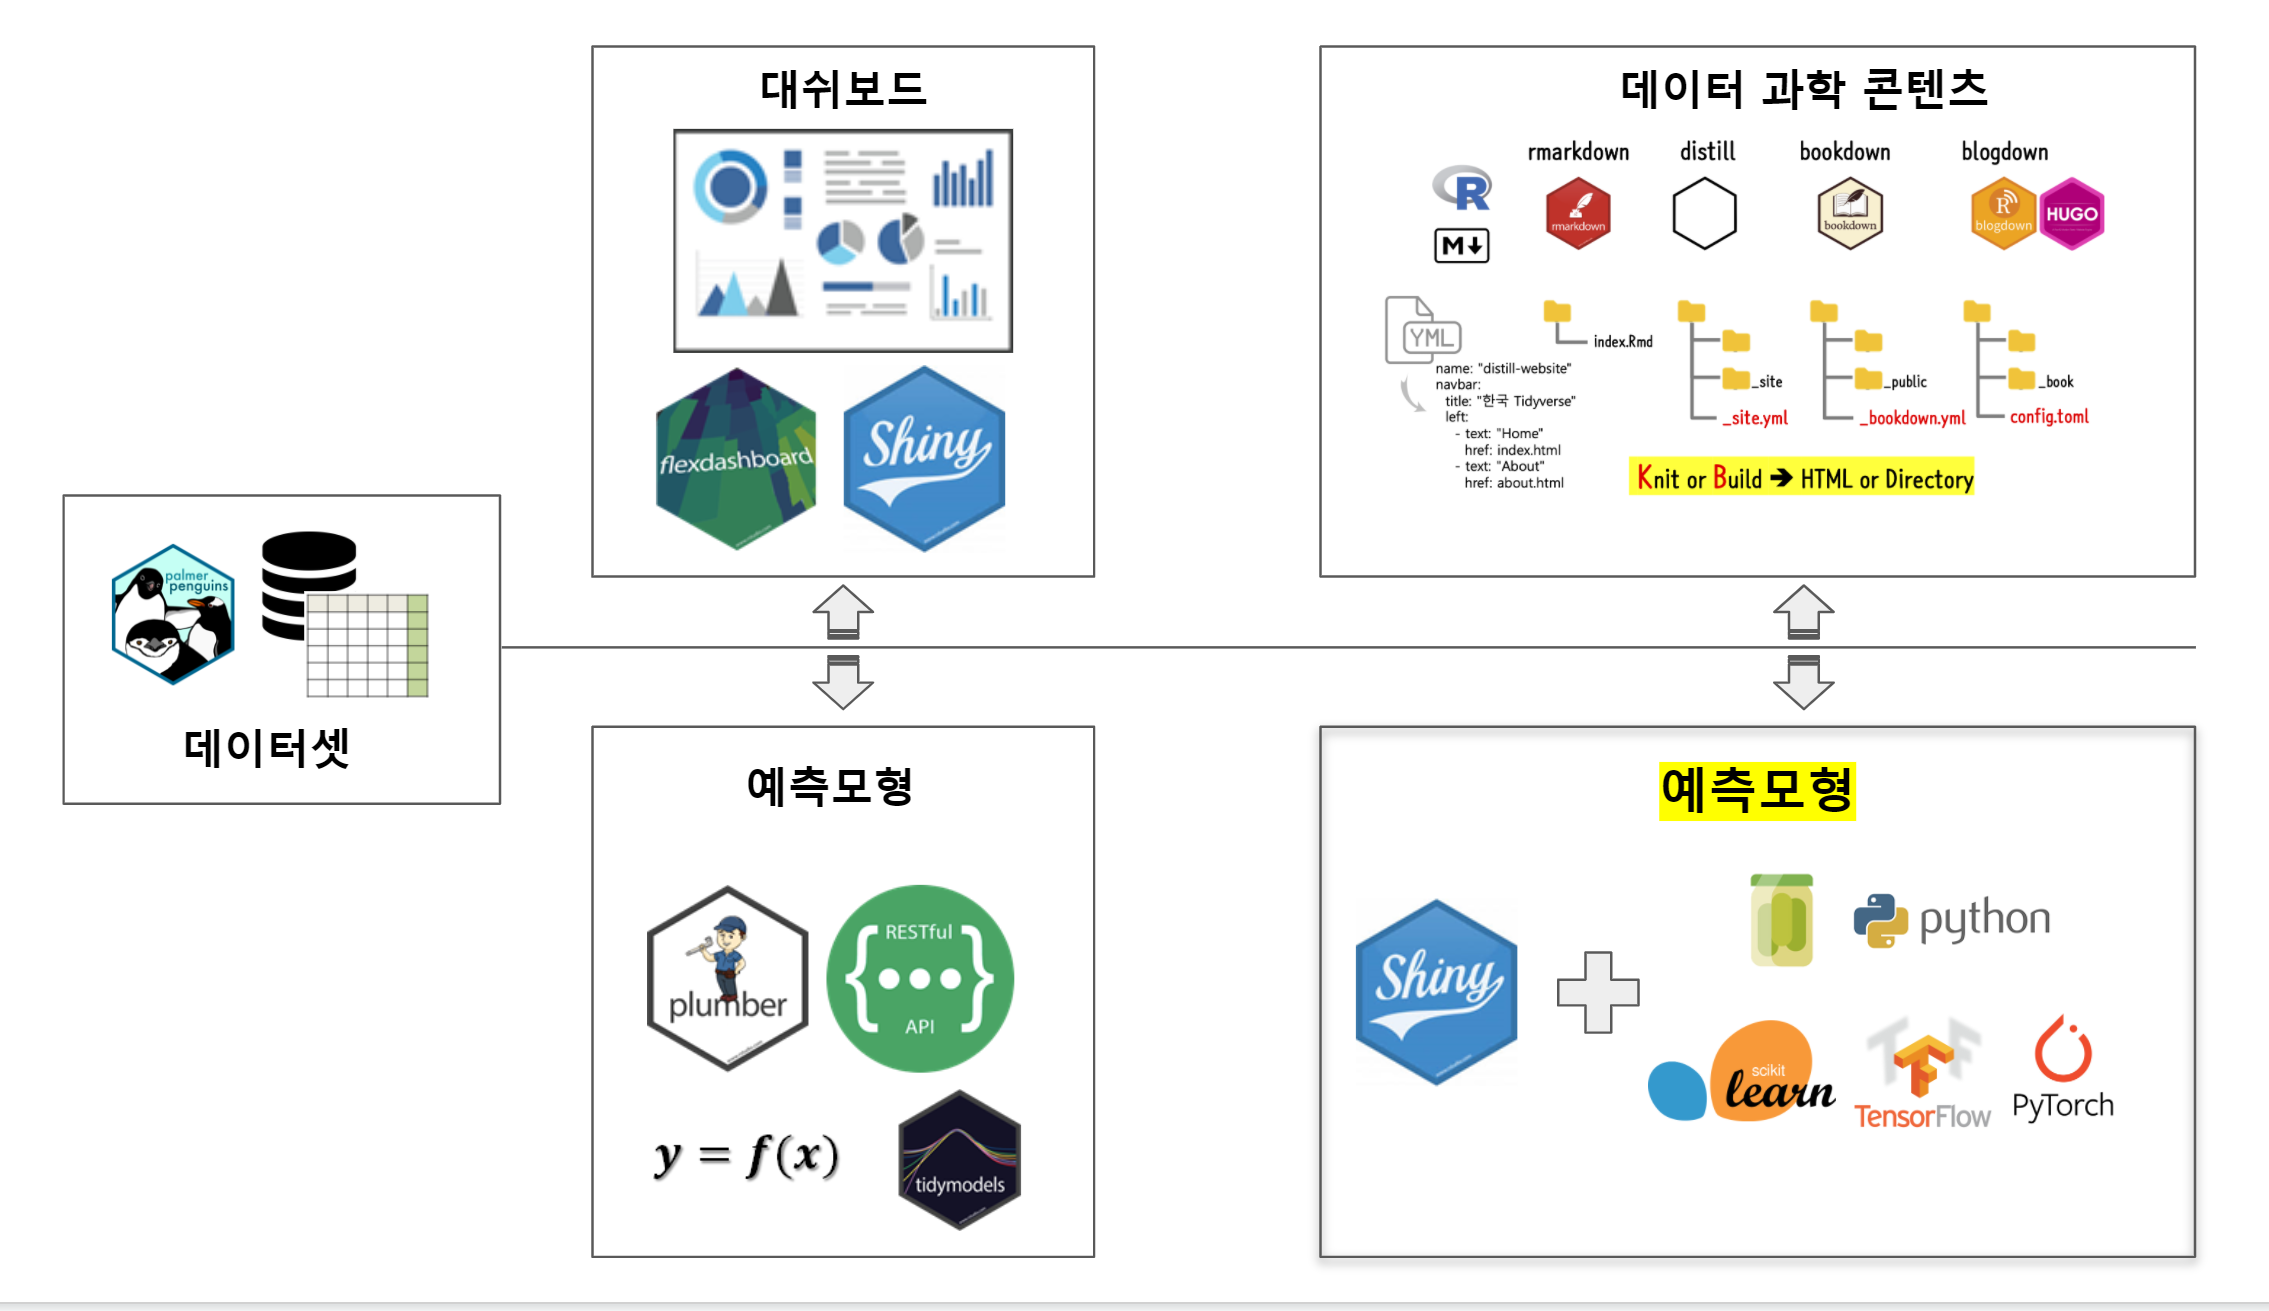 대쉬보드
flexdashboard
Shiny
데이터 과학 콘텐츠
rmarkdown distill bookdown blogdown
R
rmarkdown
bookdown
R
blogdown
HUGO
M
YML
name: "distill-website"
navbar:
title: "한국 Tidyverse"
left:
- text: "Home"
href: index.html
- text: "About"
href: about.html
index.Rmd
_site
_site.yml
_public
_bookdown.yml
_book
config.toml
Knit or Build ➔ HTML or Directory
palmer
penguins
데이터셋
예측모형
plumber
RESTful
{•••}
API
y = f(x)
tidymodels
예측모형
Shiny
python
scikit
learn
TensorFlow
PyTorch